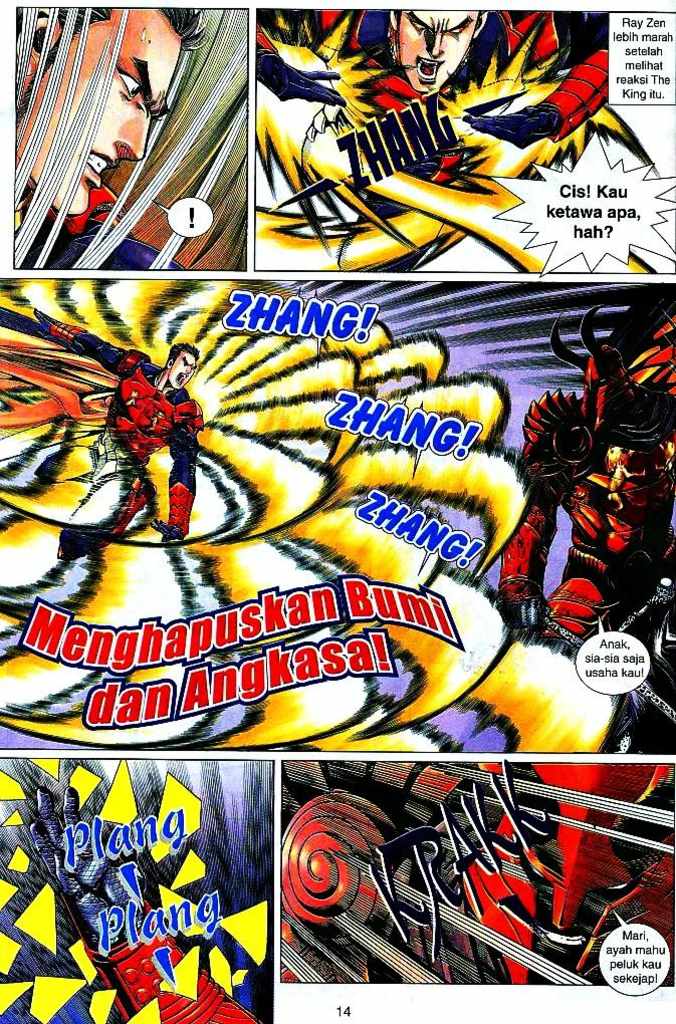 Ray Zen
lebih marah
setelah
melihat
reaksi The
King itu.
!
ZHANG
Cis! Kau
ketawa apa,
hah?
ZHANG!
ZHANG!
ZHANG!
Menghapuskan Bumi
dan Angkasa!
Anak,
sia-sia saja
usaha kau!
Plang
Plang
KRAKK
Mari,
ayah mahu
peluk kau
sekejap!
14